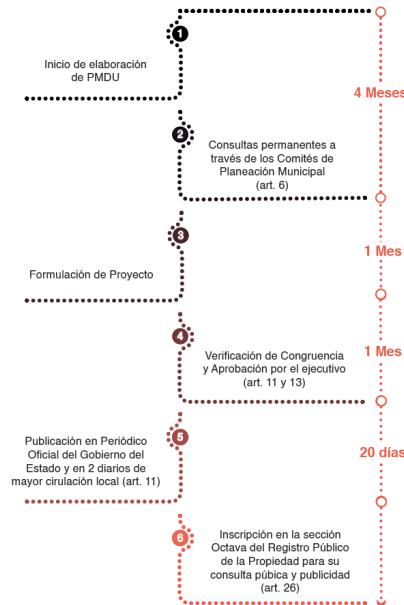 1
Inicio de elaboración
de PMDU
4 Meses
2
Consultas permanentes a
través de los Comités de
Planeación Municipal
(art. 6)
3
1 Mes
Formulación de Proyecto
4
Verificación de Congruencia
y Aprobación por el ejecutivo
(art. 11 y 13)
1 Mes
5
Publicación en Periódico
Oficial del Gobierno del
Estado y en 2 diarios de
mayor cirulación local (art. 11)
20 días
6
Inscripción en la sección
Octava del Registro Público
de la Propiedad para su
consulta púbica y publicidad
(art. 26)